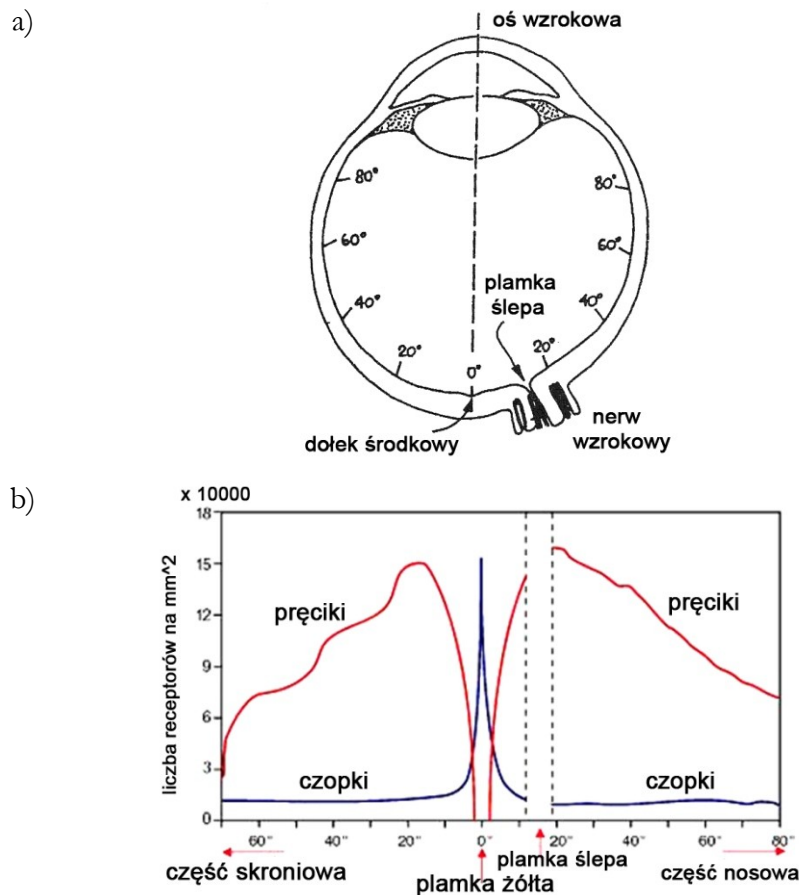 a)
oś wzrokowa
80°
80°
60°
60°
plamka
ślepa
40°
40°
20°
20°
0°
nerw
wzrokowy
dołek środkowy
b)
x 10000
18
15
12
9
6
3
0
liczba receptorów na mm^2
pręciki
pręciki
czopki
czopki
60° 40° 20° 0° 20° 40° 60° 80°
część skroniowa
plamka ślepa
część nosowa
plamka żółta